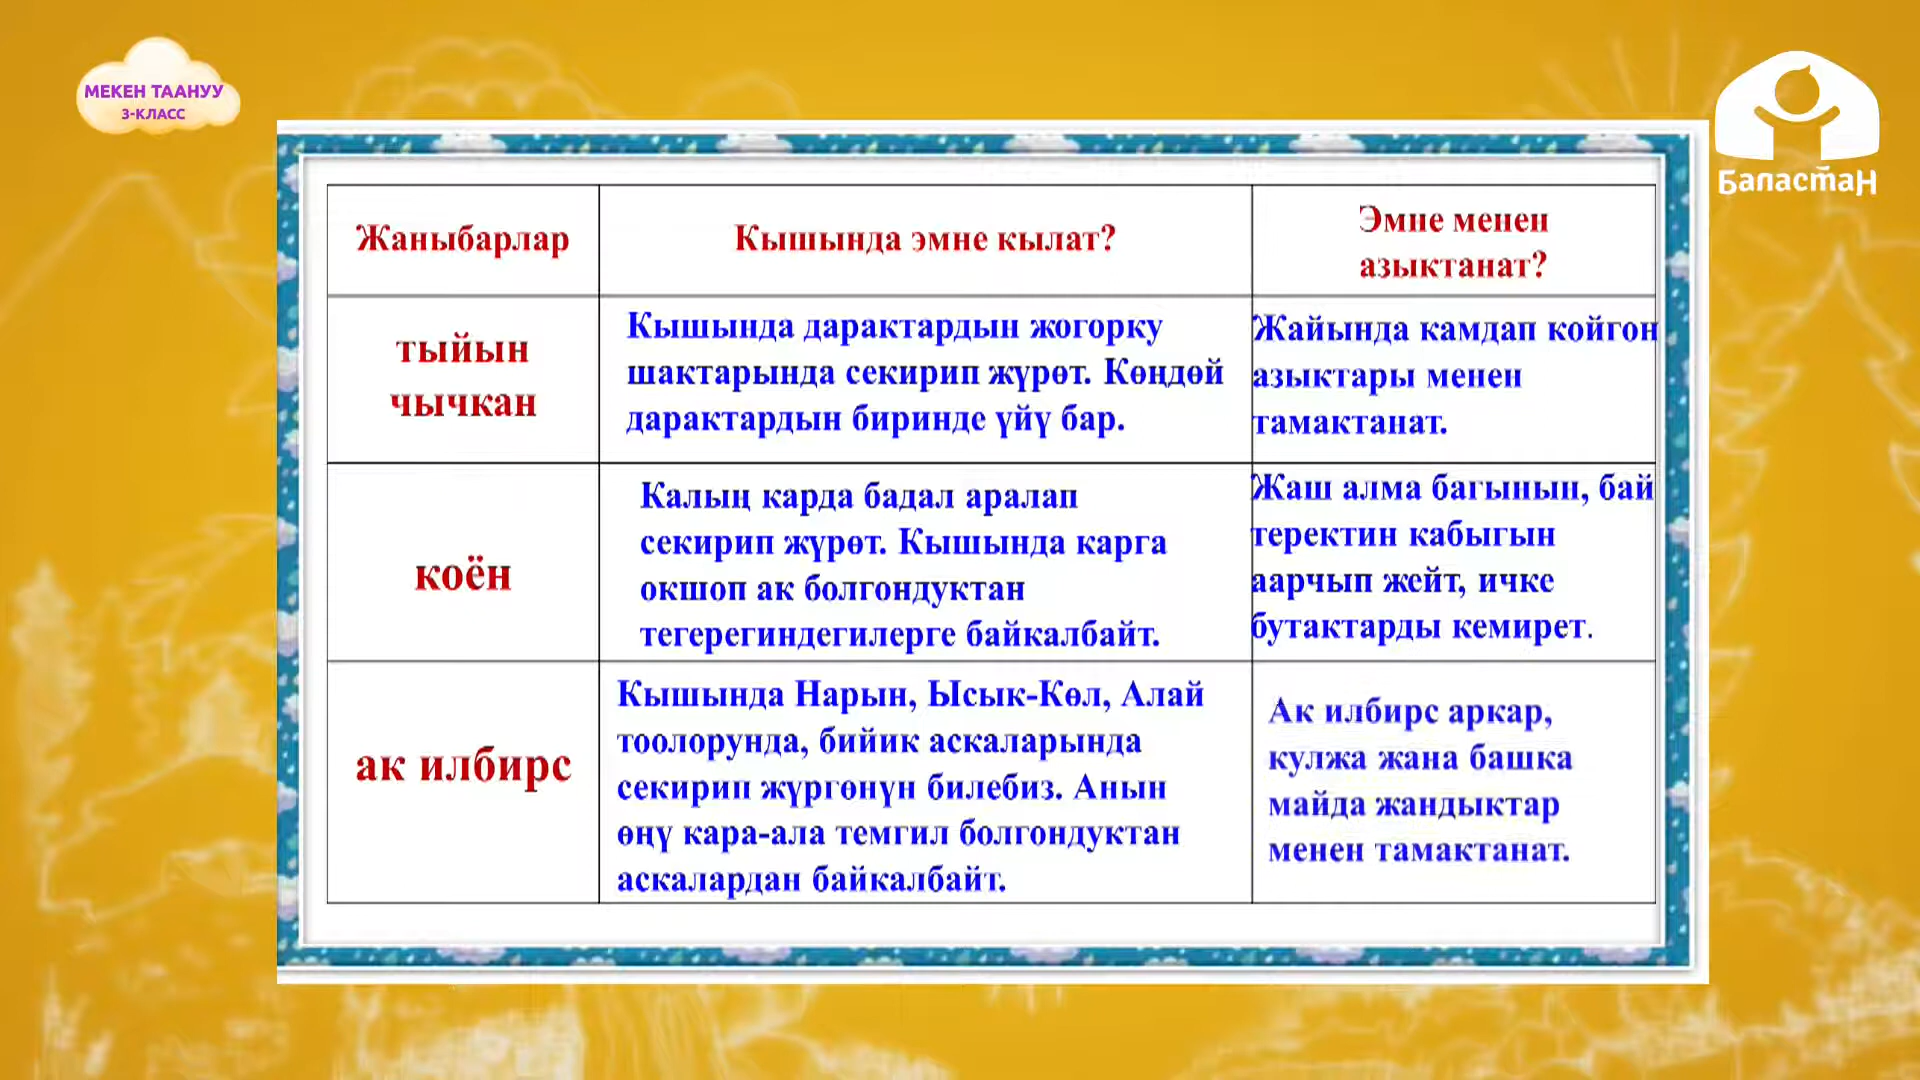 МЕКЕН ТААНУУ
3-КЛАСС
Баластан
Жаныбарлар
Кышында эмне кылат?
Эмне менен
азыктанат?
тыйын
чычкан
Кышында дарактардын жогорку
шактарында секирип жүрөт. Көңдөй
дарактардын биринде үйү бар.
Жайында камдап койгон
азыктары менен
тамактанат.
коён
Калың карда бадал аралап
секирип жүрөт. Кышында карга
окшоп ак болгондуктан
тегерегиндегилерге байкалбайт.
Жаш алма багынын, бай
теректин кабыгын
аарчып жейт, ичке
бутактарды кемирет.
ак илбирс
Кышында Нарын, Ысык-Көл, Алай
тоолорунда, бийик аскаларында
секирип жүргөнүн билебиз. Анын
өңү кара-ала темгил болгондуктан
аскалардан байкалбайт.
Ак илбирс аркар,
кулжа жана башка
майда жандыктар
менен тамактанат.